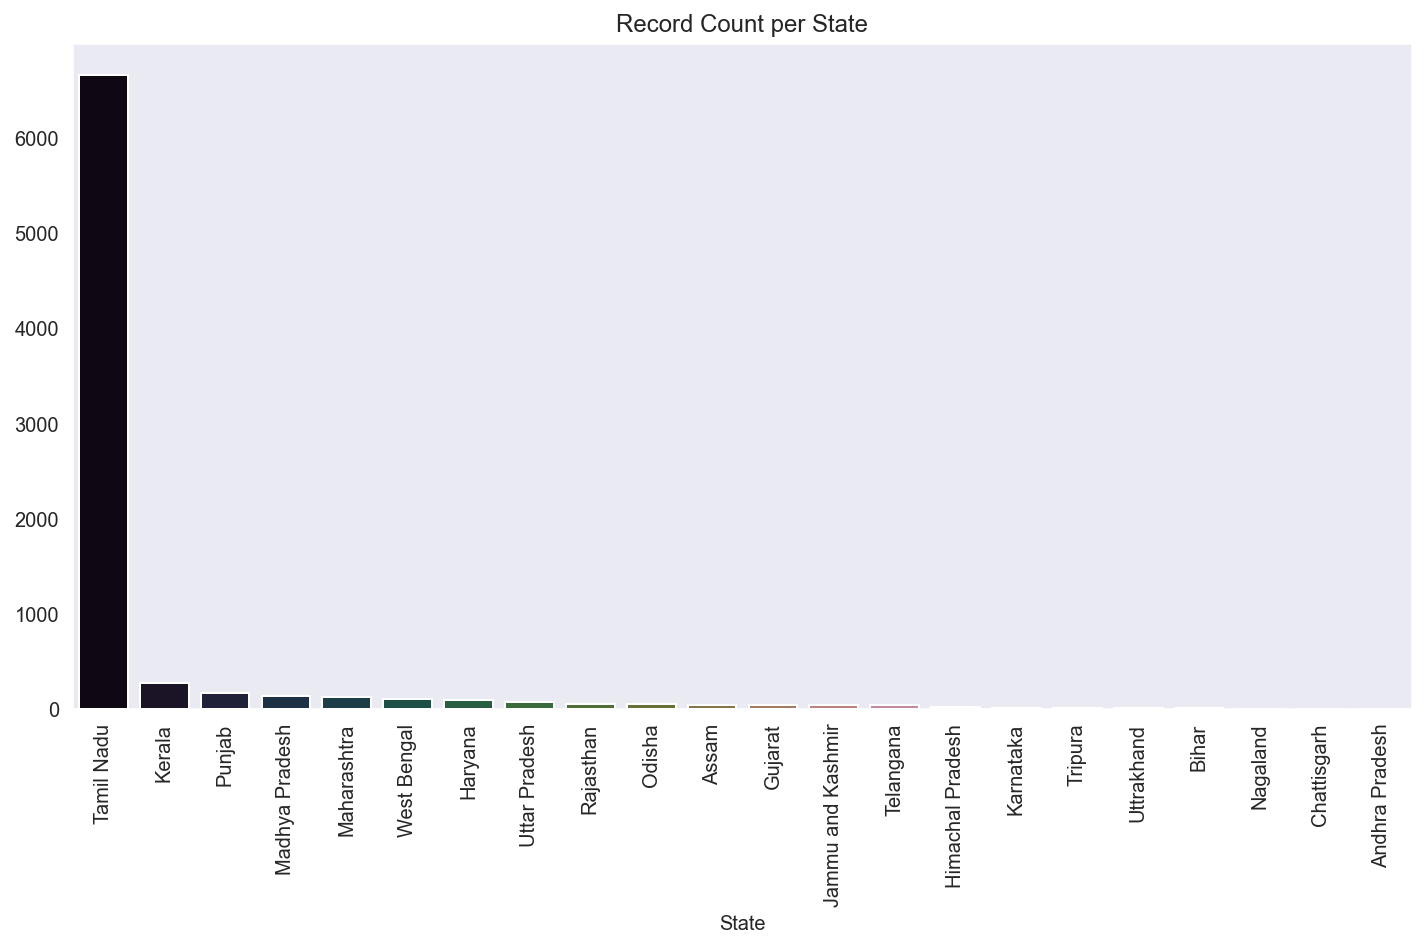 Record Count per State
6000
5000
4000
3000
2000
1000
0
Tamil Nadu
Kerala
Punjab
Madhya Pradesh
Maharashtra
West Bengal
Haryana
Uttar Pradesh
Rajasthan
Odisha
Assam
Gujarat
Jammu and Kashmir
Telangana
Himachal Pradesh
Karnataka
Tripura
Uttrakhand
Bihar
Nagaland
Chattisgarh
Andhra Pradesh
State